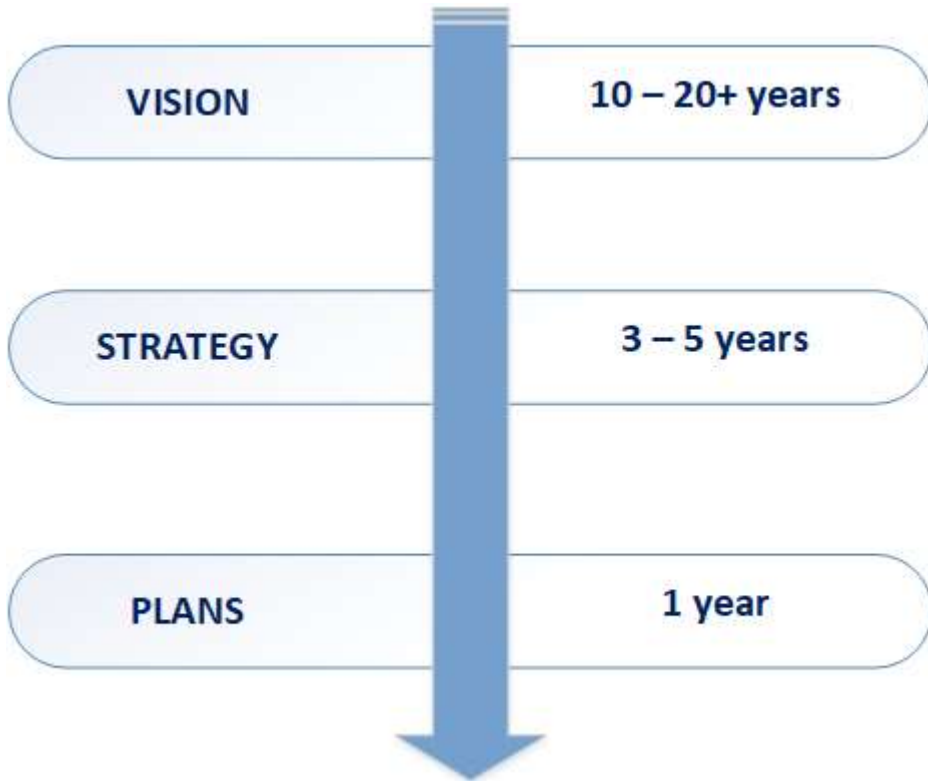 VISION
10 – 20+ years
STRATEGY
3 – 5 years
PLANS
1 year